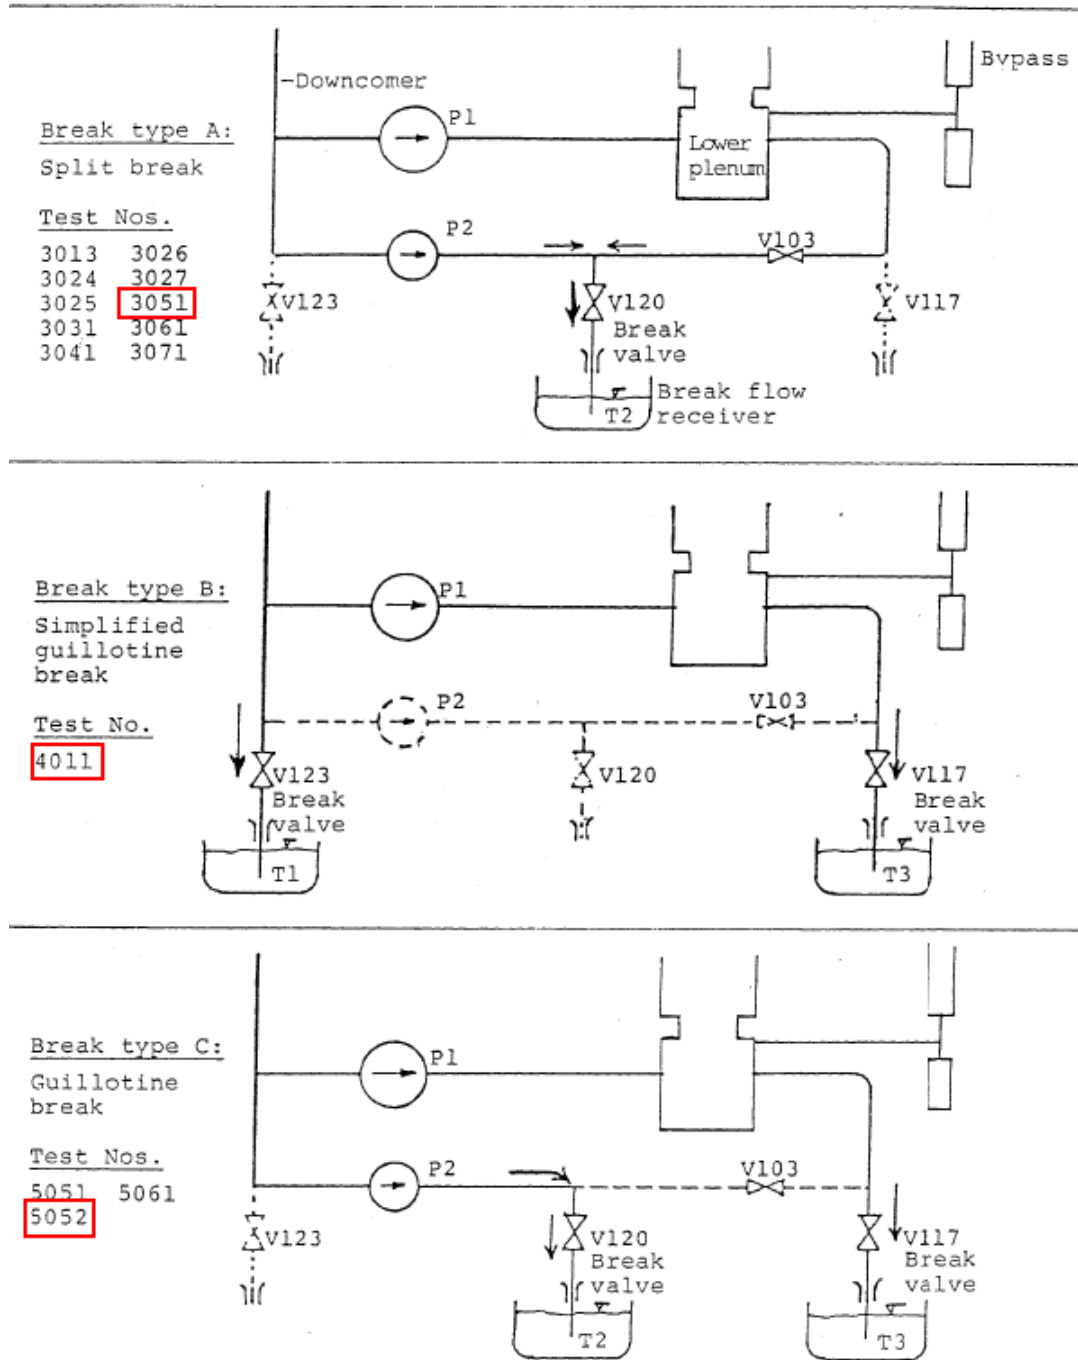 -Downcomer
Bypass
P1
Break type A:
Split break
Lower
plenum
Test Nos.
P2
3013 3026
3024 3027
3025 3051
3031 3061
3041 3071
V103
V123
V120
V117
Break
valve
Break flow
receiver
T2
Break type B:
Simplified
guillotine
break
P1
Test No.
4011
P2
V103
V123
Break
valve
V120
V117
Break
valve
T1
T3
Break type C:
Guillotine
break
P1
Test Nos.
5051 5061
5052
P2
V103
V123
V120
Break
valve
V117
Break
valve
T2
T3